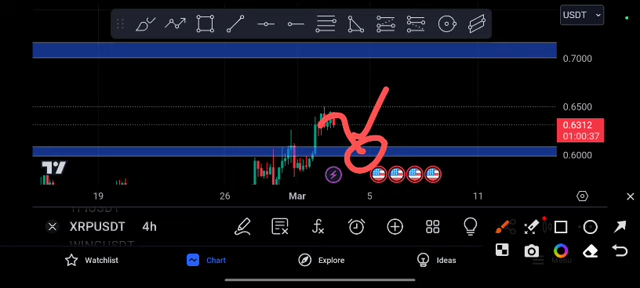 USDT
0.7000
0.6500
0.6312
01:00:37
0.6000
19 26 Mar 5 11
XRPUSDT 4h
Watchlist Chart Explore Ideas